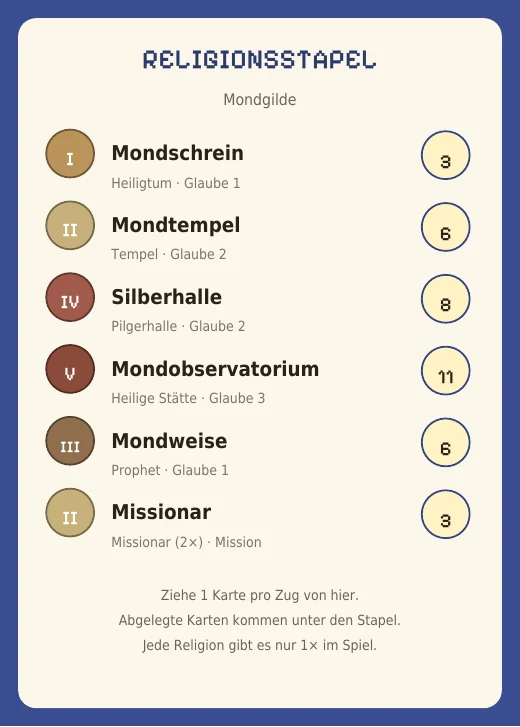 RELIGIONSSTAPEL
Mondgilde
I Mondschrein 3
Heiligtum · Glaube 1
II Mondtempel 6
Tempel · Glaube 2
IV Silberhalle 8
Pilgerhalle · Glaube 2
V Mondobservatorium 11
Heilige Stätte · Glaube 3
III Mondweise 6
Prophet · Glaube 1
II Missionar 3
Missionar (2×) · Mission
Ziehe 1 Karte pro Zug von hier.
Abgelegte Karten kommen unter den Stapel.
Jede Religion gibt es nur 1× im Spiel.